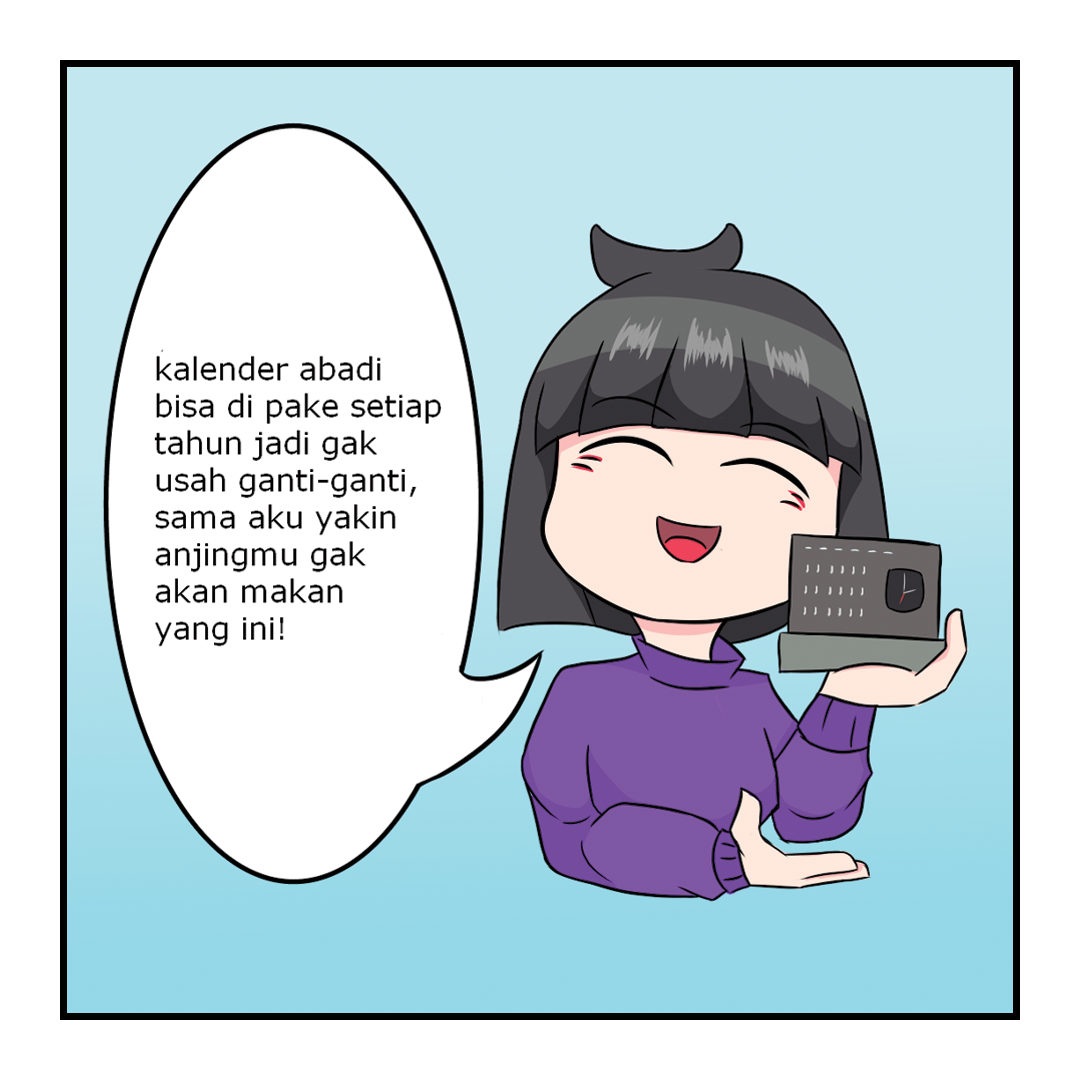 kalender abadi
bisa di pake setiap
tahun jadi gak
usah ganti-ganti,
sama aku yakin
anjingmu gak
akan makan
yang ini!